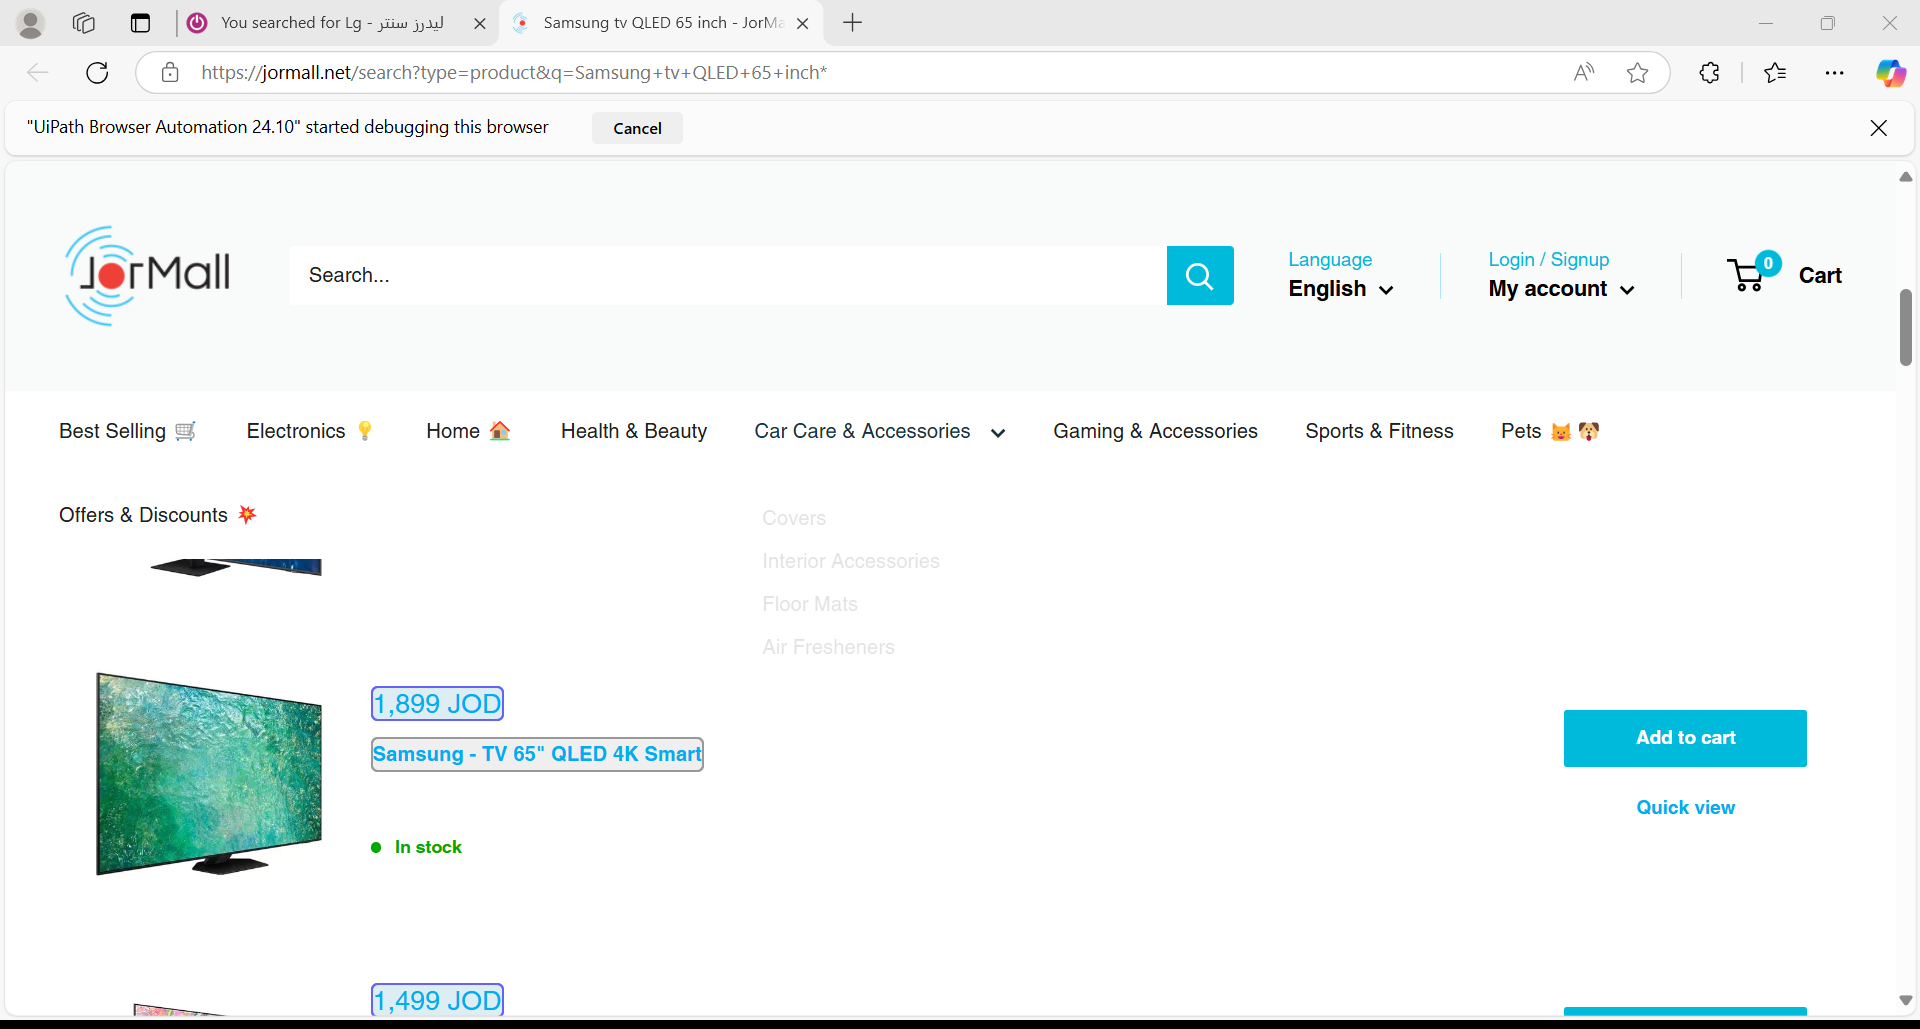 You searched for Lg - ليدرز سنتر
Samsung tv QLED 65 inch - JorMa
https://jormall.net/search?type=product&q=Samsung+tv+QLED+65+inch*
"UiPath Browser Automation 24.10" started debugging this browser
Cancel
JorMall
Search...
Language
English
Login / Signup
My account
0
Cart
Best Selling 🛒
Electronics 💡
Home 🏠
Health & Beauty
Car Care & Accessories
Gaming & Accessories
Sports & Fitness
Pets 🐱🐶
Offers & Discounts 💥
Covers
Interior Accessories
Floor Mats
Air Fresheners
1,899 JOD
Samsung - TV 65" QLED 4K Smart
In stock
Add to cart
Quick view
1,499 JOD